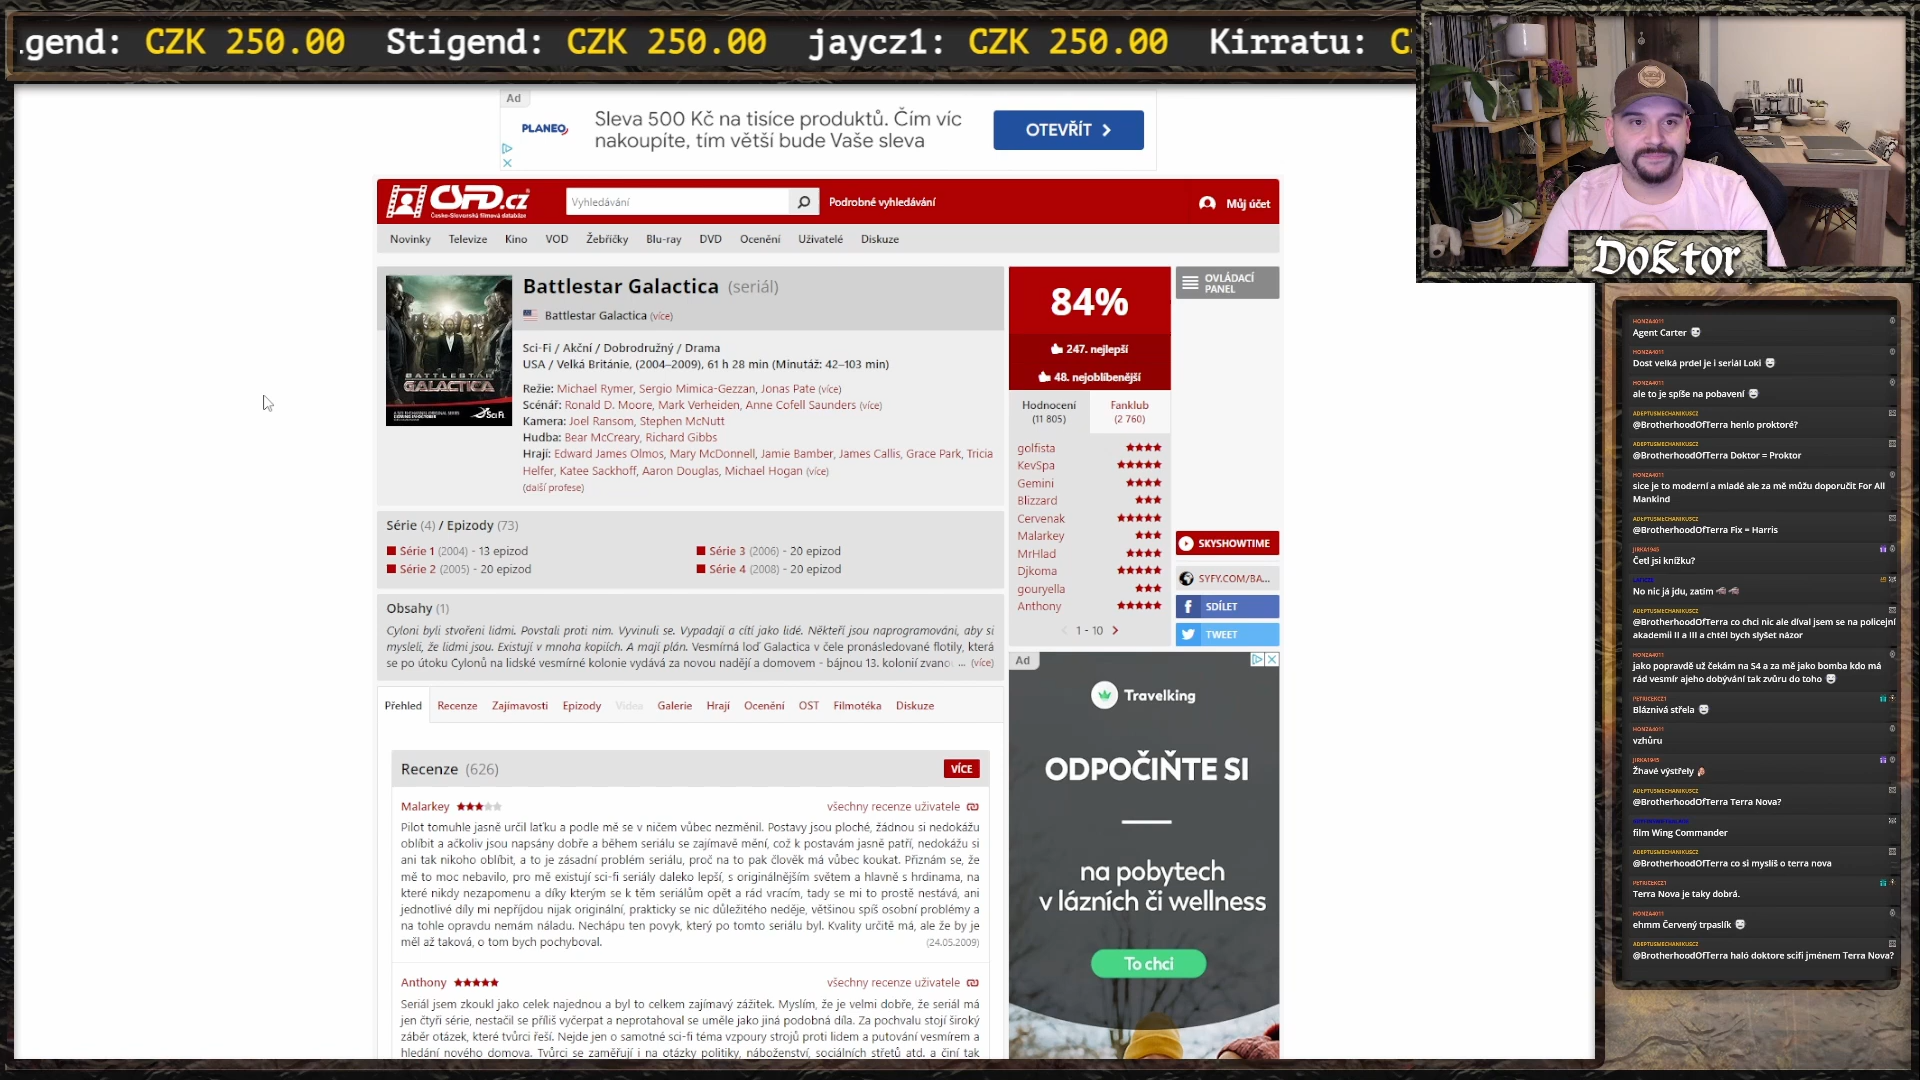 .gend: CZK 250.00 Stigend: CZK 250.00 jaycz1: CZK 250.00 Kirratu: C
Ad
PLANEO
Sleva 500 Kč na tisíce produktů. Čím víc
nakoupíte, tím větší bude Vaše sleva
OTEVŘÍT
ČSFD.cz
Česko-Slovenská filmová databáze
Vyhledávání
Podrobné vyhledávání
Můj účet
Novinky Televize Kino VOD Žebříčky Blu-ray DVD Ocenění Uživatelé Diskuze
BATTLESTAR
GALACTICA
SciFi
Battlestar Galactica (seriál)
Battlestar Galactica (více)
Sci-Fi / Akční / Dobrodružný / Drama
USA / Velká Británie, (2004–2009), 61 h 28 min (Minutáž: 42–103 min)
Režie: Michael Rymer, Sergio Mimica-Gezzan, Jonas Pate (více)
Scénář: Ronald D. Moore, Mark Verheiden, Anne Cofell Saunders (více)
Kamera: Joel Ransom, Stephen McNutt
Hudba: Bear McCreary, Richard Gibbs
Hrají: Edward James Olmos, Mary McDonnell, Jamie Bamber, James Callis, Grace Park, Tricia
Helfer, Katee Sackhoff, Aaron Douglas, Michael Hogan (více)
(další profese)
Série (4) / Epizody (73)
Série 1 (2004) - 13 epizod
Série 3 (2006) - 20 epizod
Série 2 (2005) - 20 epizod
Série 4 (2008) - 20 epizod
Obsahy (1)
Cyloni byli stvořeni lidmi. Povstali proti nim. Vyvinuli se. Vypadají a cítí jako lidé. Někteří jsou naprogramováni, aby si
mysleli, že lidmi jsou. Existují v mnoha kopiích. A mají plán. Vesmírná loď Galactica v čele pronásledované flotily, která
se po útoku Cylonů na lidské vesmírné kolonie vydává za novou nadějí a domovem - bájnou 13. kolonií zvano... (více)
Přehled Recenze Zajímavosti Epizody Videa Galerie Hrají Ocenění OST Filmotéka Diskuze
Recenze (626)
VÍCE
Malarkey
všechny recenze uživatele
Pilot tomuhle jasně určil laťku a podle mě se v ničem vůbec nezměnil. Postavy jsou ploché, žádnou si nedokážu
oblíbit a ačkoliv jsou napsány dobře a během seriálu se zajímavě mění, což k postavám jasně patří, nedokážu si
ani tak nikoho oblíbit, a to je zásadní problém seriálu, proč na to pak člověk má vůbec koukat. Přiznám se, že
mě to moc nebavilo, pro mě existují sci-fi seriály daleko lepší, s originálnějším světem a hlavně s hrdinama, na
které nikdy nezapomenu a díky kterým se k těm seriálům opět a rád vracím, tady se mi to prostě nestává, ani
jednotlivé díly mi nepříjdou nijak originální, prakticky se nic důležitého neděje, většinou spíš osobní problémy a
na tohle opravdu nemám náladu. Nechápu ten povyk, který po tomto seriálu byl. Kvality určitě má, ale že by je
měl až taková, o tom bych pochyboval.
(24.05.2009)
Anthony
všechny recenze uživatele
Seriál jsem zkoukl jako celek najednou a byl to celkem zajímavý zážitek. Myslím, že je velmi dobře, že seriál má
jen čtyři série, nestačil se příliš vyčerpat a neprotahoval se uměle jako jiná podobná díla. Za pochvalu stojí široký
záběr otázek, které tvůrci řeší. Nejde jen o samotné sci-fi téma vzpoury strojů proti lidem a putování vesmírem a
hledání nového domova. Tvůrci se zaměřují i na otázky politiky, náboženství, sociálních střetů atd. a činí tak
84%
247. nejlepší
48. nejoblíbenější
Hodnocení
(11 805)
Fanklub
(2 760)
golfista
KevSpa
Gemini
Blizzard
Cervenak
Malarkey
MrHlad
Djkoma
gouryella
Anthony
1 - 10
OVLÁDACÍ
PANEL
SKYSHOWTIME
SYFY.COM/BA...
SDÍLET
TWEET
Ad
Travelking
ODPOČIŇTE SI
na pobytech
v lázních či wellness
To chci
Doktor
HONZA4011
Agent Carter
HONZA4011
Dost velká prdel je i seriál Loki
HONZA4011
ale to je spíše na pobavení
ADEPTUSMECHANIKUSCZ
@BrotherhoodOfTerra henlo proktoré?
ADEPTUSMECHANIKUSCZ
@BrotherhoodOfTerra Doktor = Proktor
HONZA4011
sice je to moderní a mladé ale za mě můžu doporučit For All
Mankind
ADEPTUSMECHANIKUSCZ
@BrotherhoodOfTerra Fix = Harris
JIRKA1945
Četl jsi knížku?
No nic já jdu, zatím
ADEPTUSMECHANIKUSCZ
@BrotherhoodOfTerra co chci nic ale díval jsem se na policejní
akademii II a III a chtěl bych slyšet názor
HONZA4011
jako popravdě už čekám na S4 a za mě jako bomba kdo má
rád vesmír ajeho dobývání tak zvůru do toho
PETRICEKCZ1
Bláznivá střela
HONZA4011
vzhůru
JIRKA1945
Žhavé výstřely
ADEPTUSMECHANIKUSCZ
@BrotherhoodOfTerra Terra Nova?
film Wing Commander
ADEPTUSMECHANIKUSCZ
@BrotherhoodOfTerra co si myslíš o terra nova
PETRICEKCZ1
Terra Nova je taky dobrá.
HONZA4011
ehmm Červený trpaslík
ADEPTUSMECHANIKUSCZ
@BrotherhoodOfTerra haló doktore scifi jménem Terra Nova?